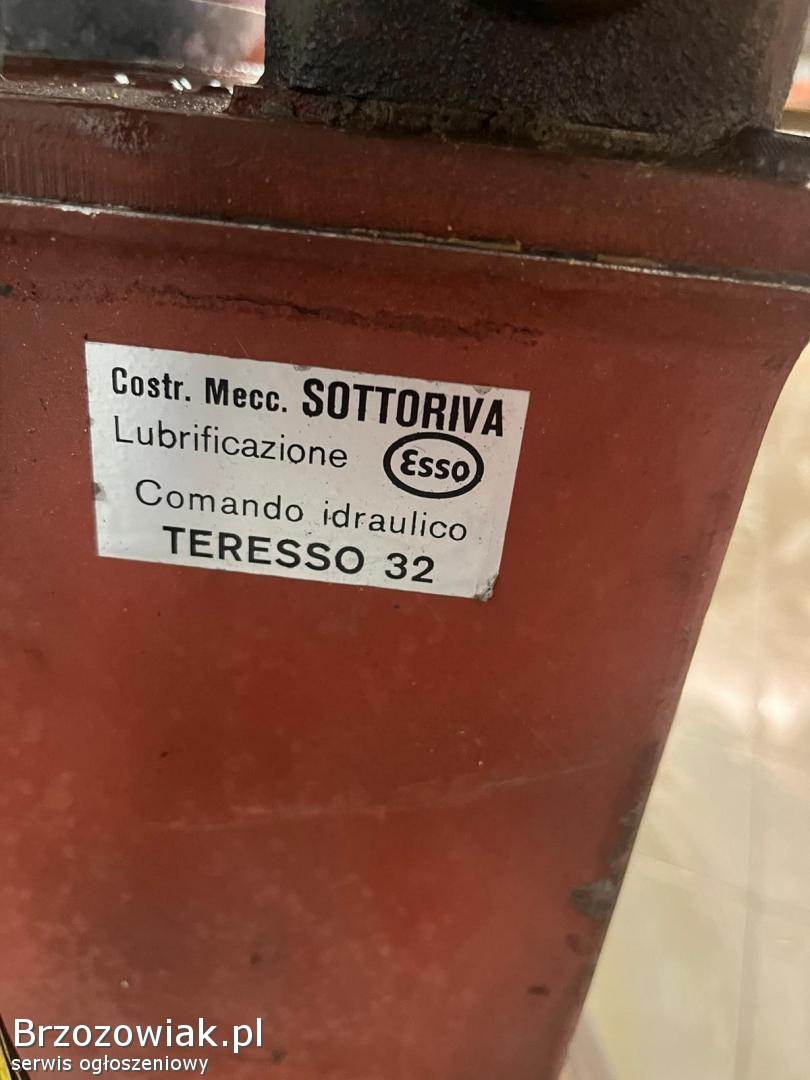 Costr. Mecc. SOTTORIVA
Lubrificazione Esso
Comando idraulico
TERESSO 32
Brzozowiak.pl
serwis ogłoszeniowy